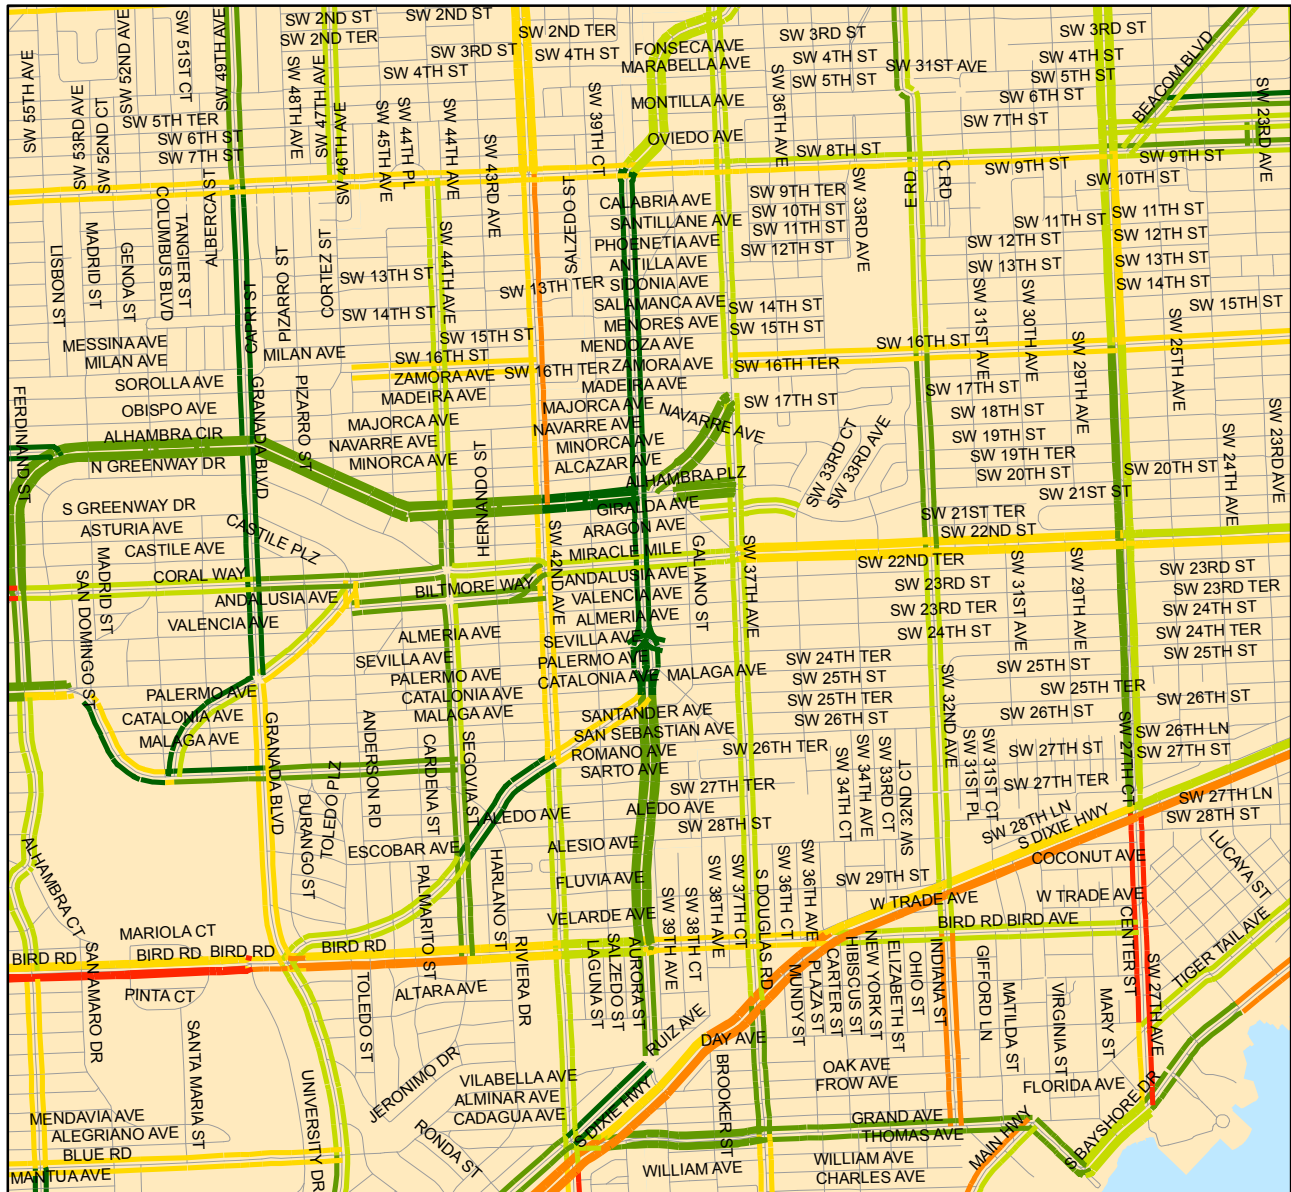 SW 2ND ST
SW 2ND ST
SW 2ND TER
SW 2ND TER
SW 3RD ST
SW 4TH ST
SW 4TH ST
FONSECA AVE
MARABELLA AVE
SW 3RD ST
SW 4TH ST
SW 5TH ST
SW 31ST AVE
SW 3RD ST
SW 4TH ST
SW 5TH ST
SW 6TH ST
SW 7TH ST
BEACOM BLVD
SW 23RD AVE
SW 55TH AVE
SW 53RD AVE
SW 52ND AVE
SW 52ND CT
SW 51ST CT
SW 49TH AVE
SW 48TH AVE
SW 47TH AVE
SW 46TH AVE
SW 45TH AVE
SW 44TH PL
SW 44TH AVE
SW 43RD AVE
SW 39TH CT
SW 36TH AVE
SW 5TH TER
SW 6TH ST
SW 7TH ST
MONTILLA AVE
OVIEDO AVE
SW 8TH ST
SW 9TH ST
SW 9TH ST
SW 10TH ST
E RD
C RD
SW 33RD AVE
CALABRIA AVE
SANTILLANE AVE
PHOENETIA AVE
ANTILLA AVE
SIDONIA AVE
SALAMANCA AVE
MENORES AVE
MENDOZA AVE
ZAMORA AVE
MADEIRA AVE
MAJORCA AVE
NAVARRE AVE
MINORCA AVE
ALCAZAR AVE
ALHAMBRA PLZ
GIRALDA AVE
ARAGON AVE
MIRACLE MILE
ANDALUSIA AVE
VALENCIA AVE
ALMERIA AVE
SEVILLA AVE
PALERMO AVE
CATALONIA AVE
MALAGA AVE
SW 9TH TER
SW 10TH ST
SW 11TH ST
SW 12TH ST
SW 14TH ST
SW 15TH ST
SW 16TH TER
SW 17TH ST
SW 11TH ST
SW 12TH ST
SW 13TH ST
SW 11TH ST
SW 12TH ST
SW 13TH ST
SW 14TH ST
SW 15TH ST
SW 16TH ST
SW 31ST AVE
SW 30TH AVE
SW 29TH AVE
SW 25TH AVE
SW 24TH AVE
SW 23RD AVE
LISBON ST
MADRID ST
GENOA ST
COLUMBUS BLVD
TANGIER ST
ALBERCA ST
CAPRI ST
PIZARRO ST
CORTEZ ST
SW 44TH AVE
SALZEDO ST
SW 13TH ST
SW 13TH TER
SW 14TH ST
SW 15TH ST
SW 16TH ST
SW 16TH TER
ZAMORA AVE
MADEIRA AVE
MAJORCA AVE
NAVARRE AVE
MINORCA AVE
NAVARRE AVE
MESSINA AVE
MILAN AVE
MILAN AVE
SOROLLA AVE
OBISPO AVE
ALHAMBRA CIR
N GREENWAY DR
FERDINAND ST
GRANADA BLVD
PIZARRO ST
HERNANDO ST
S GREENWAY DR
ASTURIA AVE
CASTILE AVE
CASTILE PLZ
CORAL WAY
ANDALUSIA AVE
VALENCIA AVE
BILTMORE WAY
SW 42ND AVE
GALIANO ST
SW 37TH AVE
SW 33RD CT
SW 33RD AVE
SW 17TH ST
SW 18TH ST
SW 19TH ST
SW 19TH TER
SW 20TH ST
SW 21ST ST
SW 20TH ST
SW 21ST TER
SW 22ND ST
SW 22ND TER
SW 23RD ST
SW 23RD TER
SW 24TH ST
SW 31ST AVE
SW 29TH AVE
SW 23RD ST
SW 23RD TER
SW 24TH ST
SW 24TH TER
SW 25TH ST
SW 26TH ST
SW 26TH LN
SW 27TH ST
MADRID ST
SAN DOMINGO ST
PALERMO AVE
CATALONIA AVE
MALAGA AVE
ALMERIA AVE
SEVILLA AVE
PALERMO AVE
CATALONIA AVE
MALAGA AVE
SANTANDER AVE
SAN SEBASTIAN AVE
ROMANO AVE
SARTO AVE
ALEDO AVE
ALEDO AVE
ALESIO AVE
FLUVIA AVE
VELARDE AVE
SW 24TH TER
SW 25TH ST
SW 25TH TER
SW 26TH ST
SW 26TH TER
SW 27TH TER
SW 28TH ST
SW 32ND AVE
SW 25TH ST
SW 25TH TER
SW 26TH ST
SW 27TH ST
SW 27TH TER
SW 28TH LN
S DIXIE HWY
SW 27TH CT
SW 27TH LN
SW 28TH ST
SW 34TH CT
SW 34TH AVE
SW 33RD CT
SW 32ND CT
SW 31ST PL
SW 31ST CT
GRANADA BLVD
DURANGO ST
TOLEDO PLZ
ANDERSON RD
CARDENA ST
SEGOVIA ST
ESCOBAR AVE
PALMARITO ST
HARLANO ST
RIVIERA DR
LAGUNA ST
SALZEDO ST
AURORA ST
SW 39TH AVE
SW 38TH CT
SW 38TH AVE
SW 37TH CT
S DOUGLAS RD
SW 36TH CT
SW 36TH AVE
SW 29TH ST
W TRADE AVE
COCONUT AVE
W TRADE AVE
LUCAYA ST
BIRD RD
BIRD AVE
CENTER ST
TIGER TAIL AVE
ALHAMBRA CT
MARIOLA CT
BIRD RD
BIRD RD
BIRD RD
BIRD RD
PINTA CT
SAN AMARO DR
SANTA MARIA ST
TOLEDO ST
ALTARA AVE
JERONIMO DR
UNIVERSITY DR
RONDA ST
VILABELLA AVE
ALMINAR AVE
CADAGUA AVE
S DIXIE HWY
RUIZ AVE
DAY AVE
BROOKER ST
MUNDY ST
PLAZA ST
CARTER ST
HIBISCUS ST
NEW YORK ST
ELIZABETH ST
OHIO ST
INDIANA ST
GIFFORD LN
MATILDA ST
VIRGINIA ST
MARY ST
SW 27TH AVE
OAK AVE
FROW AVE
FLORIDA AVE
GRAND AVE
THOMAS AVE
MAIN HWY
S BAYSHORE DR
WILLIAM AVE
WILLIAM AVE
CHARLES AVE
MENDAVIA AVE
ALEGRIANO AVE
BLUE RD
MANTUA AVE